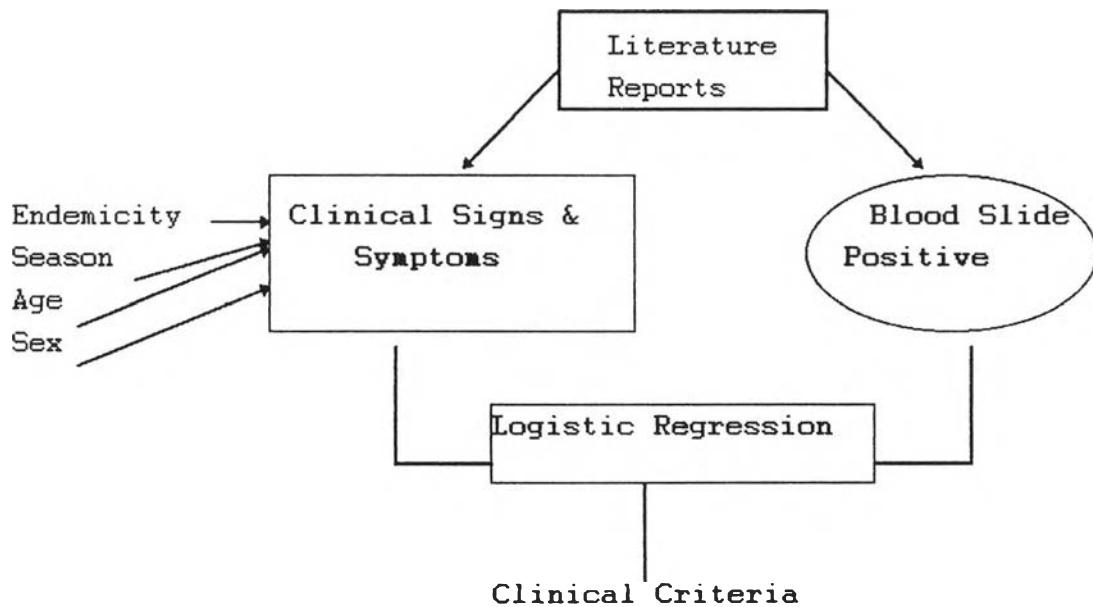 Literature
Reports
Endemicity
Season
Age
Sex
Clinical Signs &
Symptoms
Blood Slide
Positive
Logistic Regression
Clinical Criteria